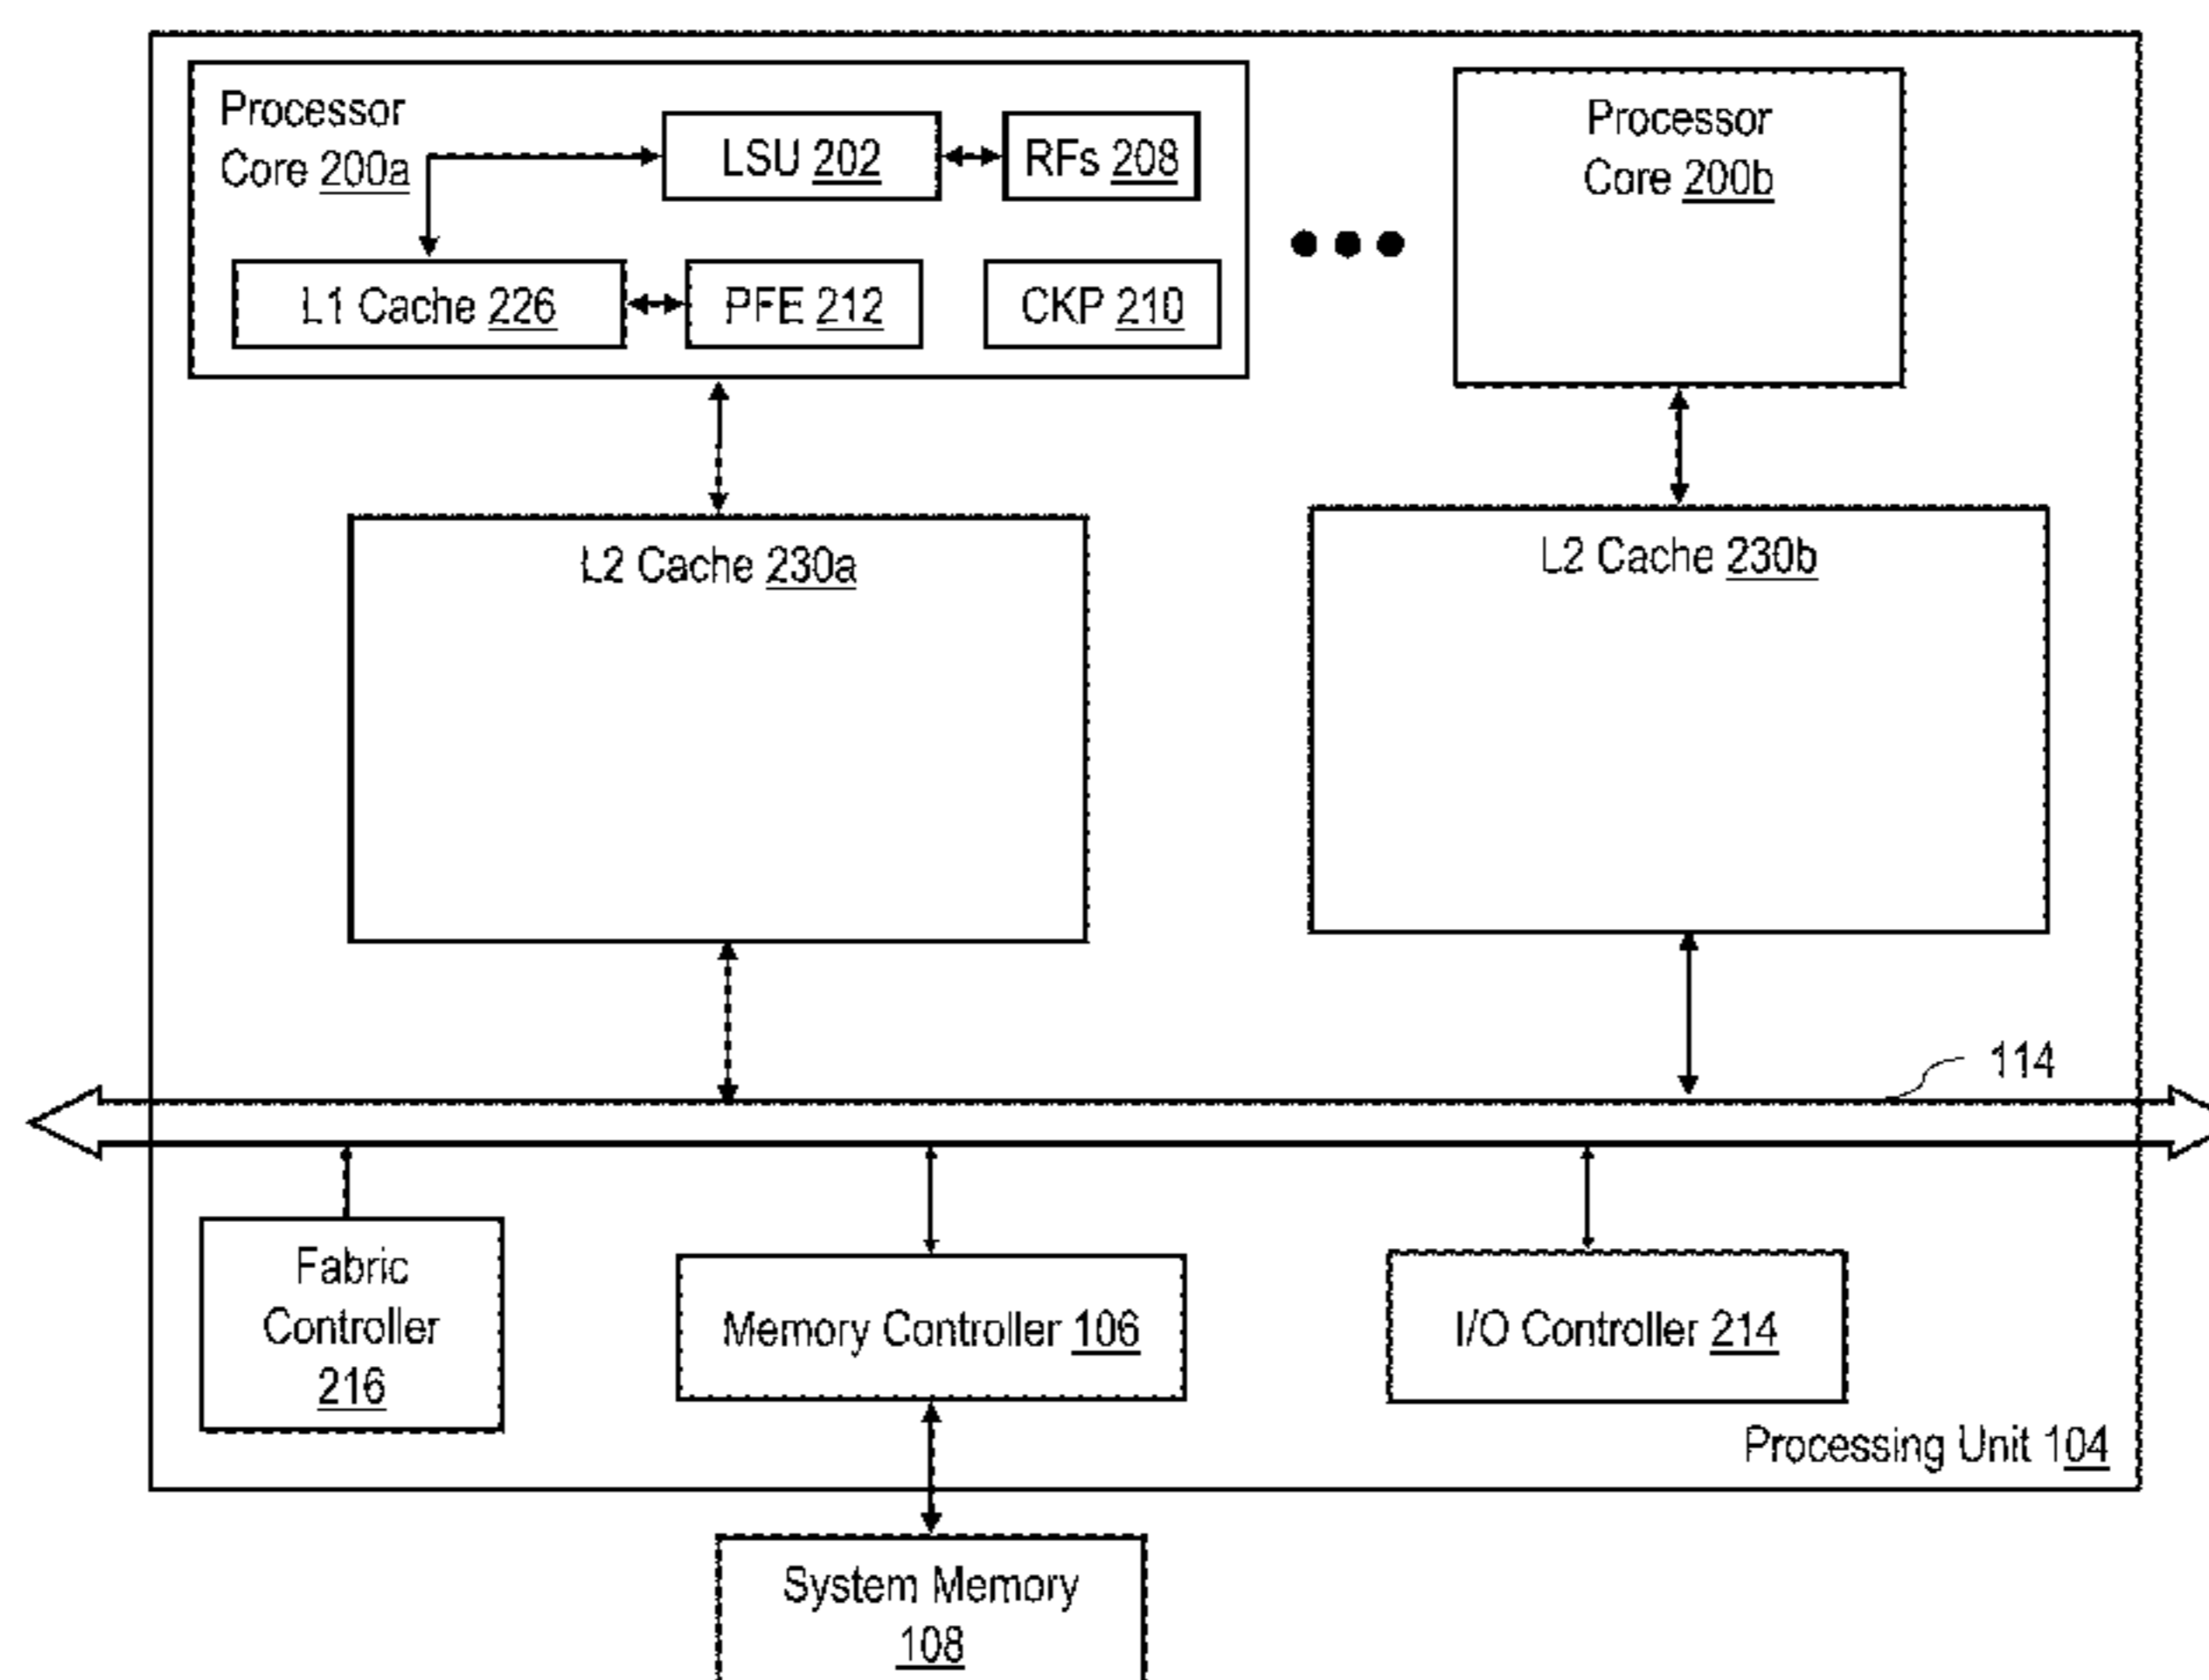 Processor
Core 200a
LSU 202
RFs 208
L1 Cache 226
PFE 212
CKP 210
Processor
Core 200b
L2 Cache 230a
L2 Cache 230b
114
Fabric
Controller
216
Memory Controller 106
I/O Controller 214
Processing Unit 104
System Memory
108